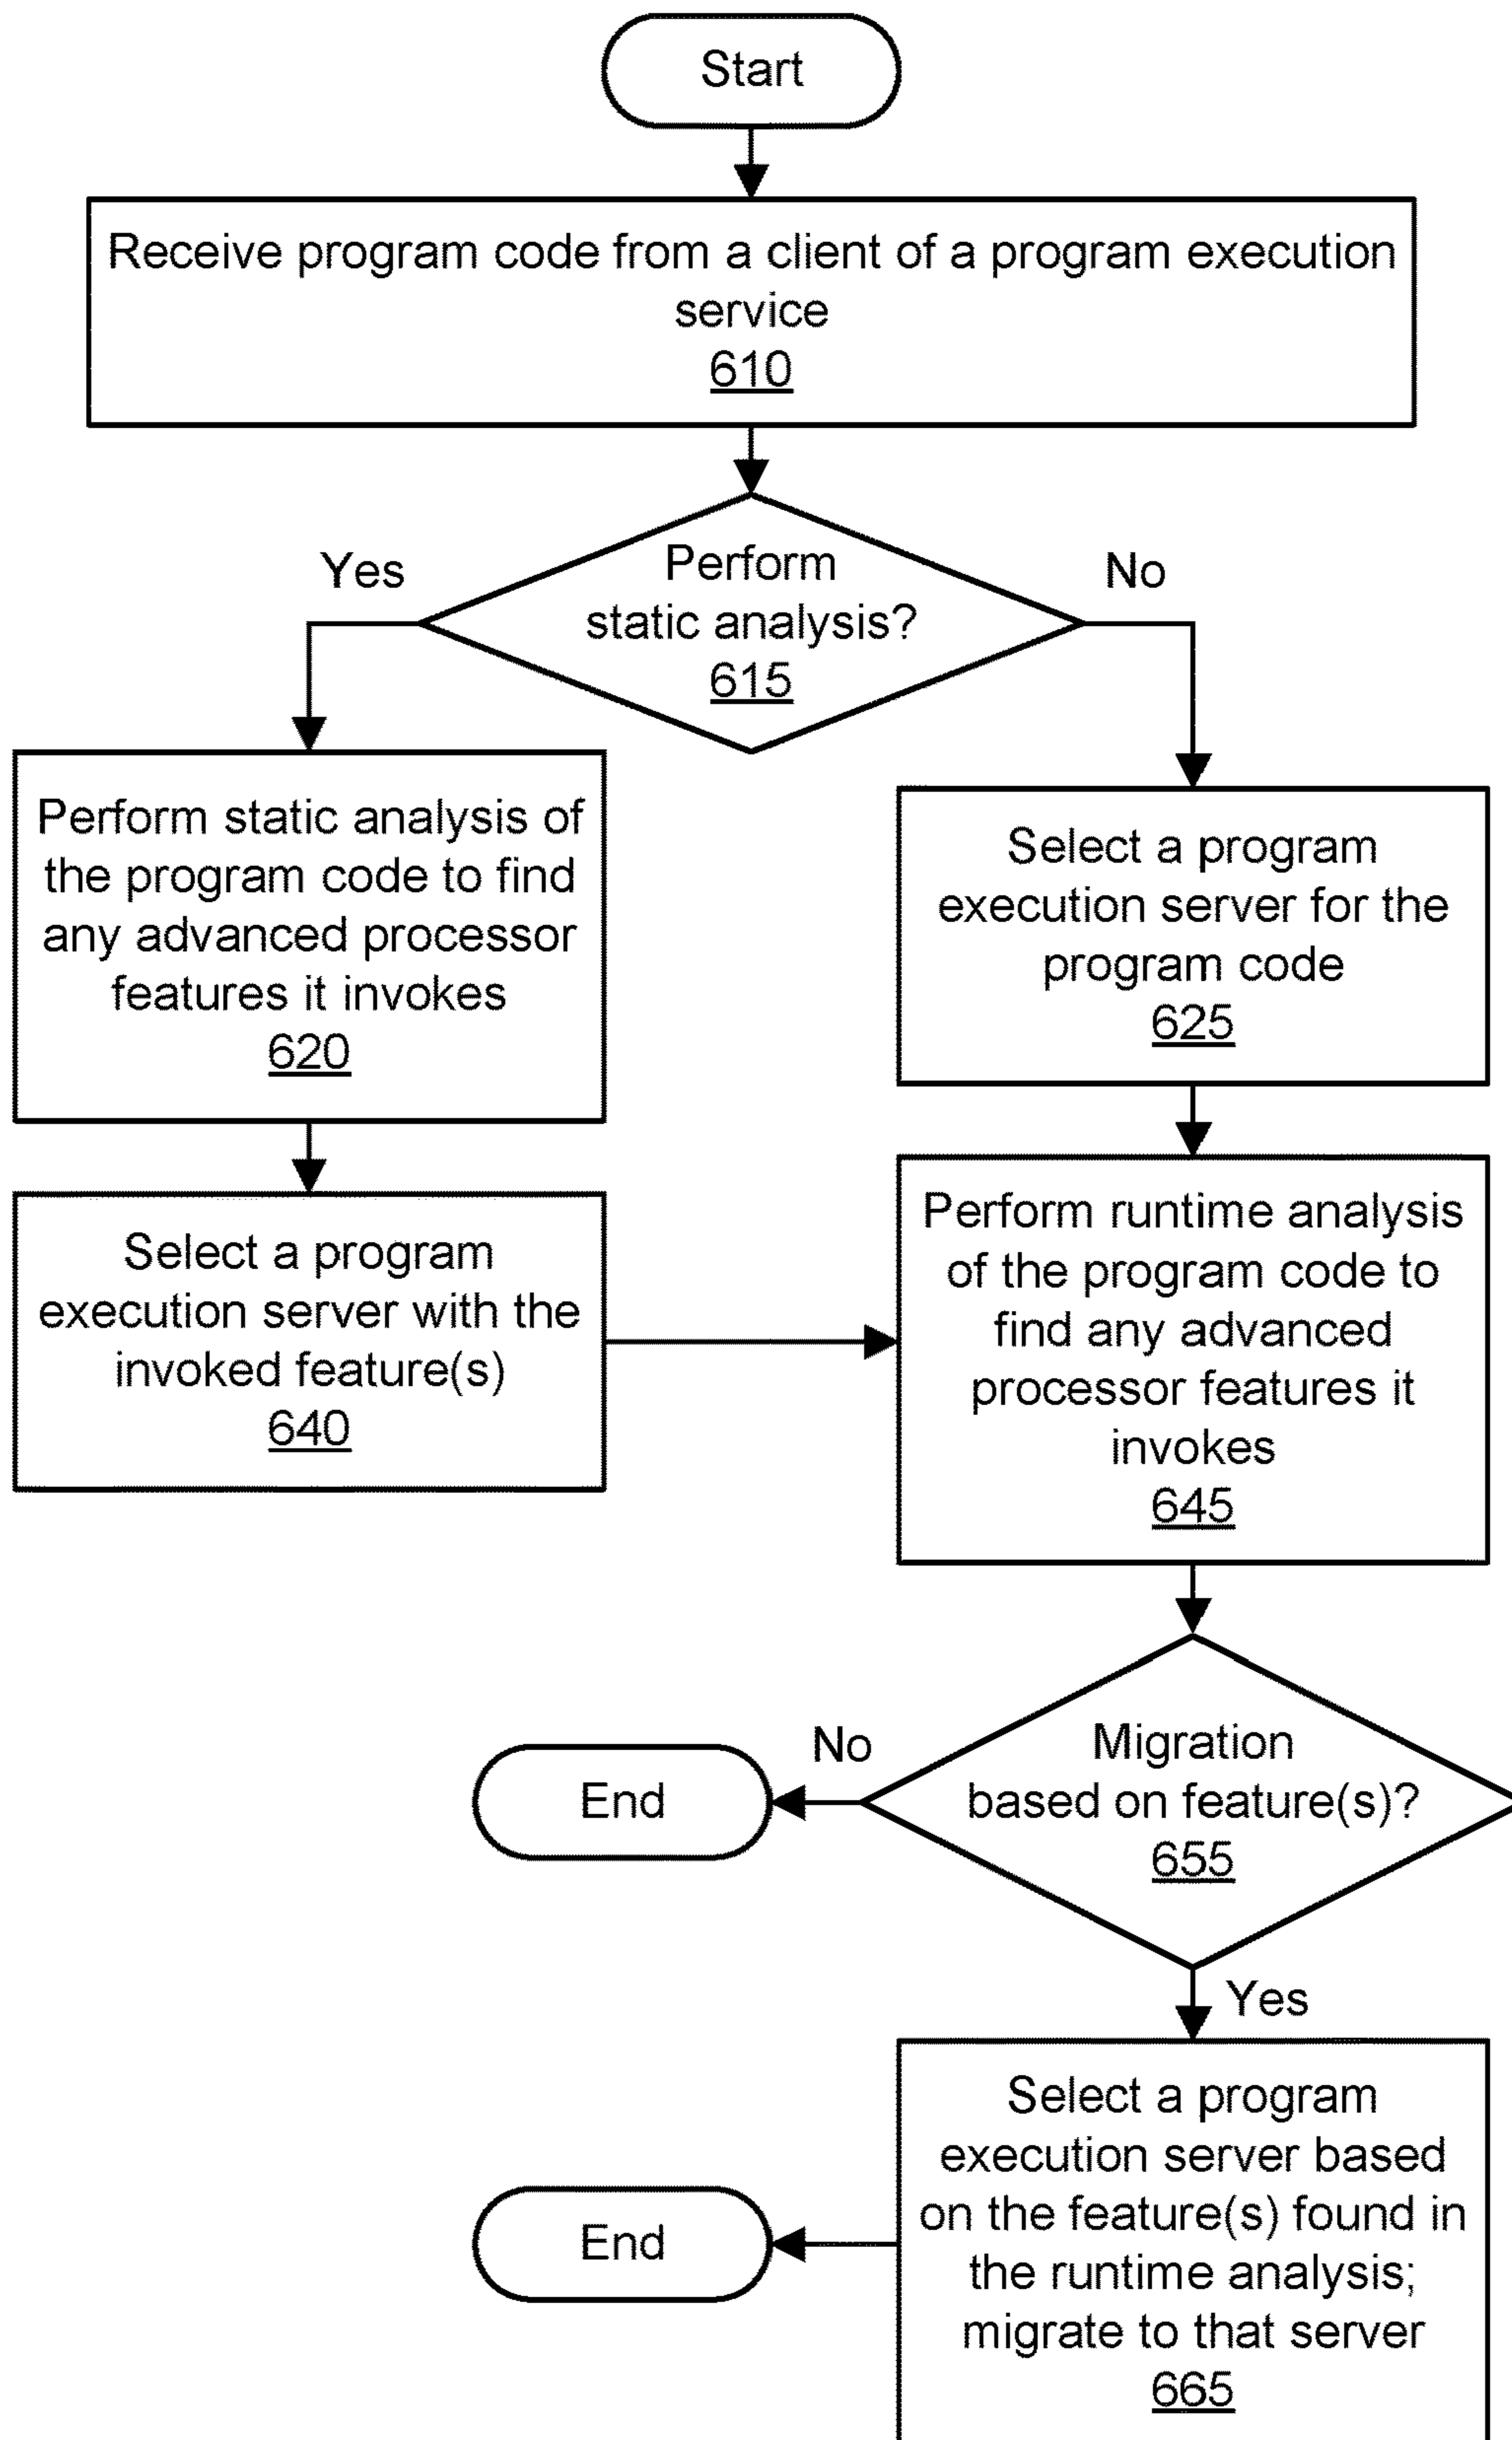 Start
Receive program code from a client of a program execution
service
610
Perform
static analysis?
615
Yes
No
Perform static analysis of
the program code to find
any advanced processor
features it invokes
620
Select a program
execution server for the
program code
625
Select a program
execution server with the
invoked feature(s)
640
Perform runtime analysis
of the program code to
find any advanced
processor features it
invokes
645
Migration
based on feature(s)?
655
No
End
Yes
Select a program
execution server based
on the feature(s) found in
the runtime analysis;
migrate to that server
665
End